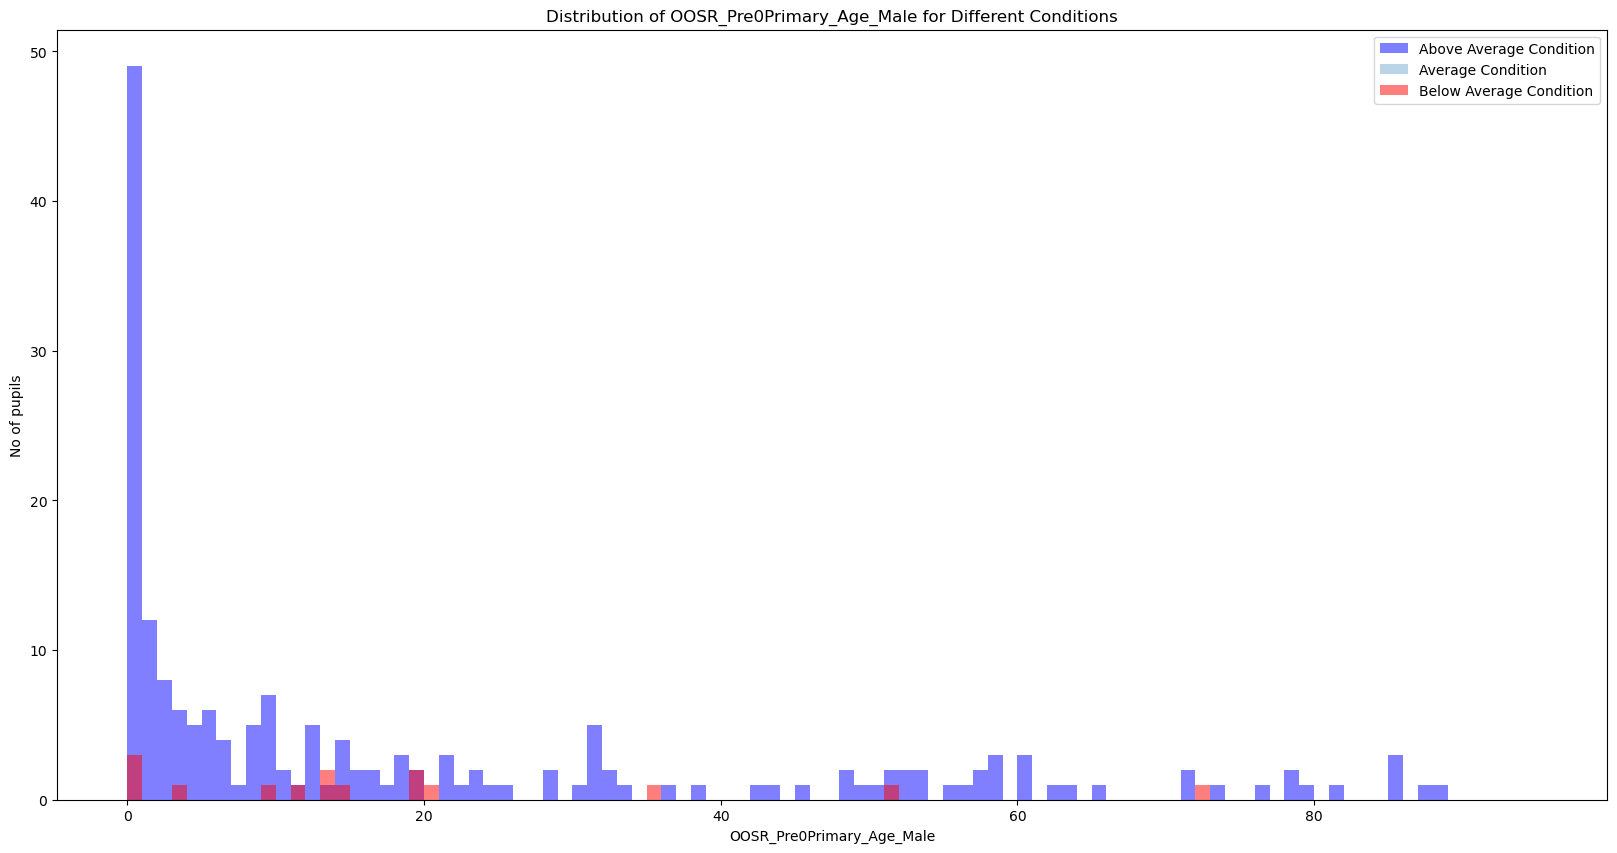 Distribution of OOSR_Pre0Primary_Age_Male for Different Conditions
Above Average Condition
Average Condition
Below Average Condition
50
40
30
20
10
0
No of pupils
0 20 40 60 80
OOSR_Pre0Primary_Age_Male